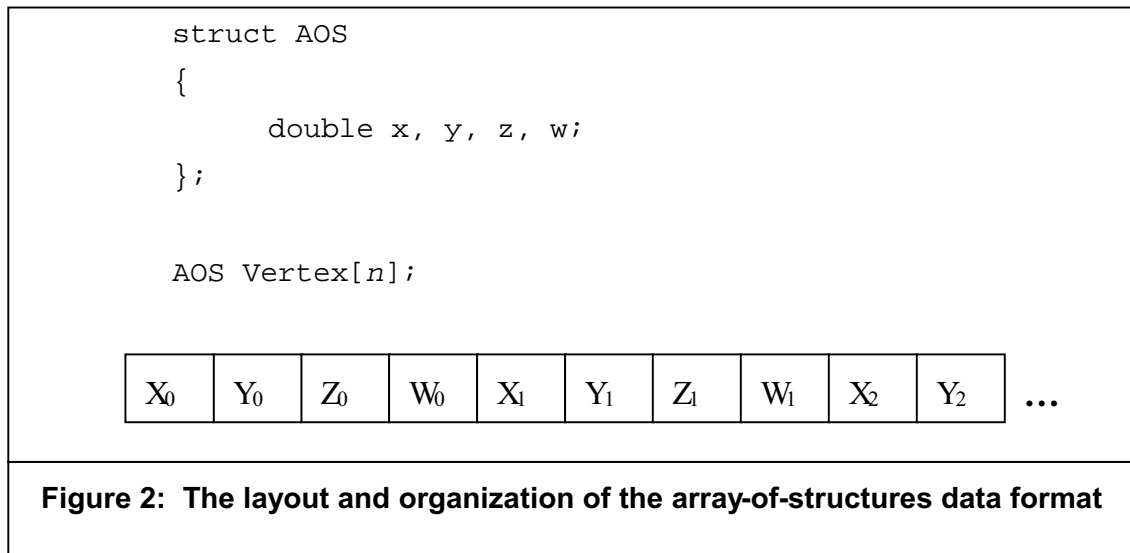 struct AOS
{
double x, y, z, w;
};
AOS Vertex[n];
X₀ Y₀ Z₀ W₀ X₁ Y₁ Z₁ W₁ X₂ Y₂ ...
Figure 2: The layout and organization of the array-of-structures data format